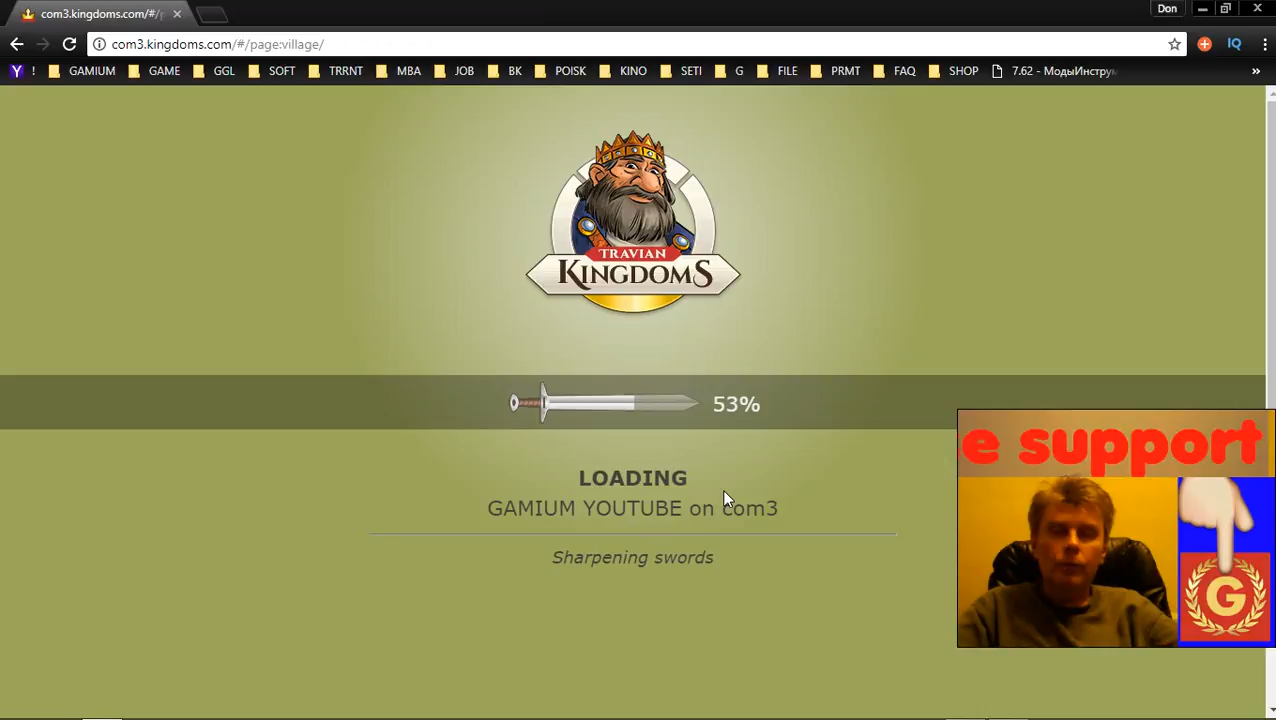 com3.kingdoms.com/#/p
Don
com3.kingdoms.com/#/page:village/
IQ
Y ! GAMIUM GAME GGL SOFT TRRNT MBA JOB BK POISK KINO SETI G FILE PRMT FAQ SHOP 7.62 - МодыИнструм »
TRAVIAN
KINGDOMS
53%
LOADING
GAMIUM YOUTUBE on com3
Sharpening swords
e support
G